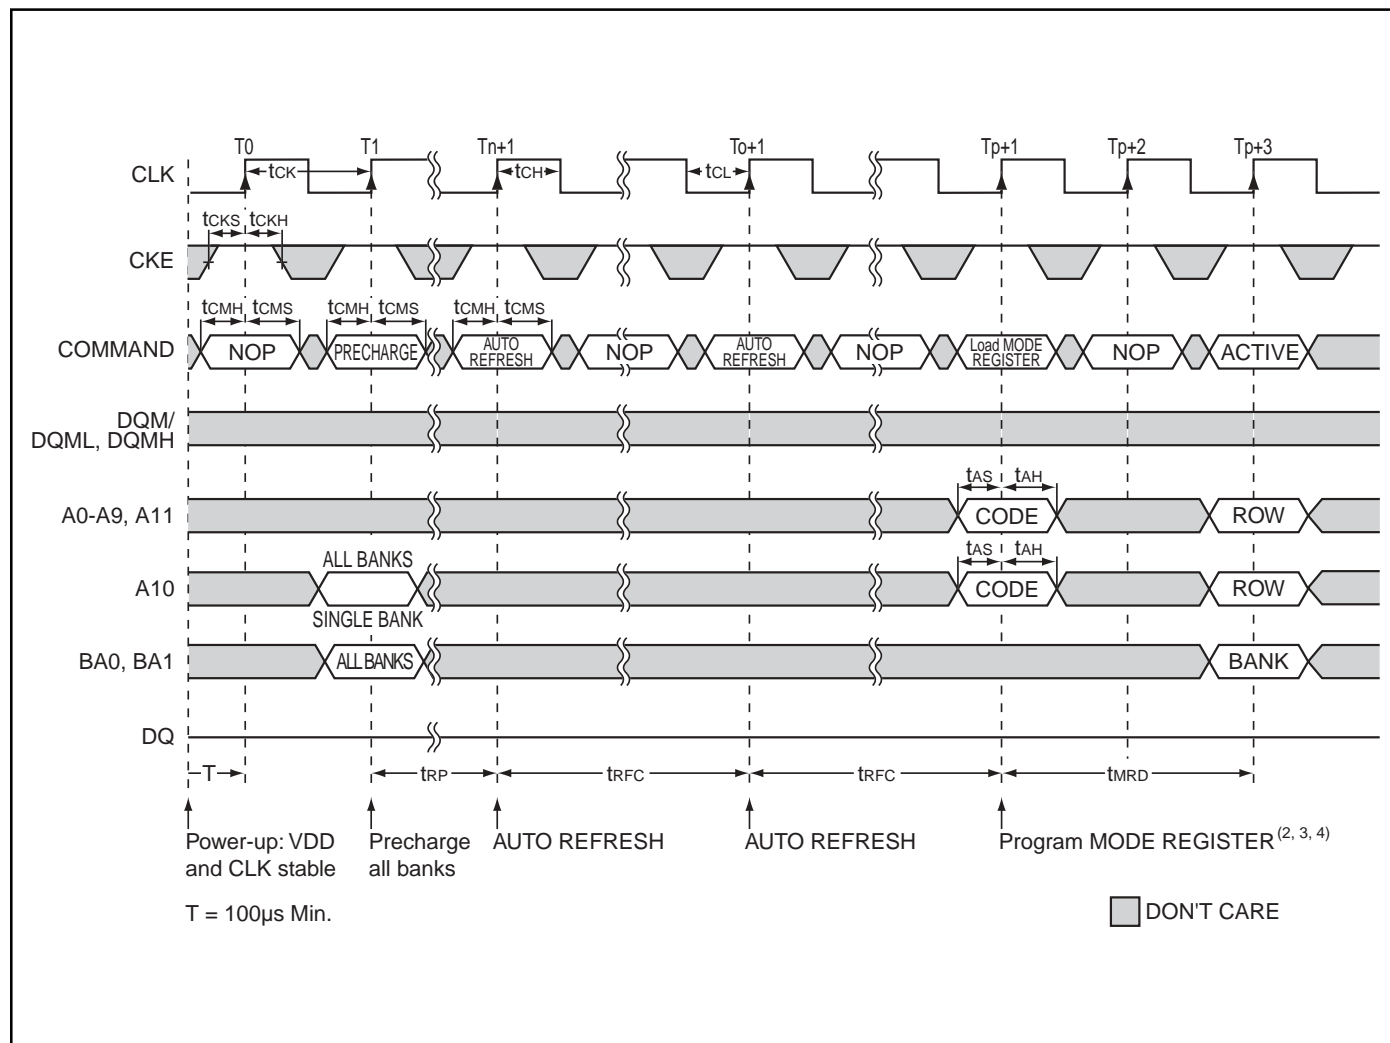 T0 T1 Tn+1 To+1 Tp+1 Tp+2 Tp+3
CLK tCK tCH tCL
tCKS tCKH
CKE
tCMH tCMS tCMH tCMS tCMH tCMS
COMMAND NOP PRECHARGE AUTO REFRESH NOP AUTO REFRESH NOP Load MODE REGISTER NOP ACTIVE
DQM/
DQML, DQMH
tAS tAH
A0-A9, A11 CODE ROW
ALL BANKS tAS tAH
A10 CODE ROW
SINGLE BANK
BA0, BA1 ALL BANKS BANK
DQ
T tRP tRFC tRFC tMRD
Power-up: VDD
and CLK stable
Precharge
all banks
AUTO REFRESH
AUTO REFRESH
Program MODE REGISTER(2, 3, 4)
T = 100µs Min.
DON'T CARE